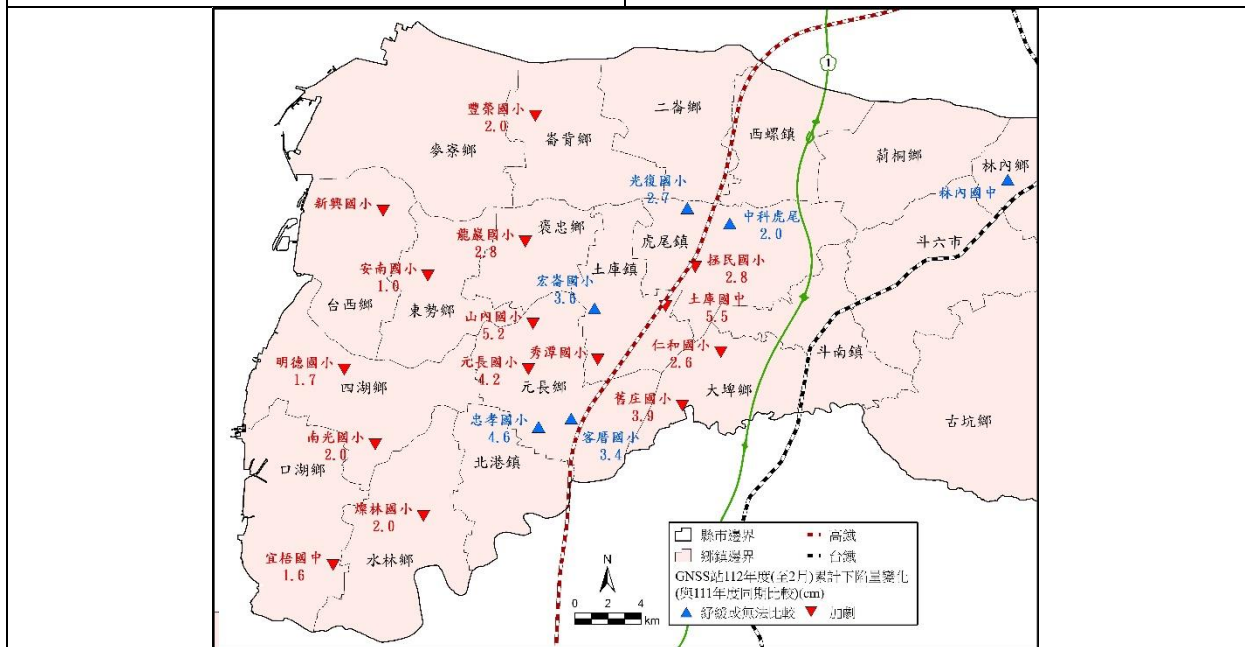 1
豐榮國小
2.0
二崙鄉
崙背鄉
西螺鎮
麥寮鄉
莿桐鄉
林內鄉
林內國中
光復國小
2.7
新興國小
中科虎尾
2.0
褒忠鄉
龍巖國小
2.8
虎尾鎮
斗六市
土庫鎮
拯民國小
2.8
安南國小
1.0
宏崙國小
3.6
台西鄉
東勢鄉
土庫國中
5.5
山內國小
5.2
秀潭國小
仁和國小
2.6
斗南鎮
明德國小
1.7
元長國小
4.2
四湖鄉
元長鄉
大埤鄉
舊庄國小
3.9
忠孝國小
4.6
客厝國小
3.4
古坑鄉
南光國小
2.0
口湖鄉
北港鎮
燦林國小
2.0
宜梧國中
1.6
水林鄉
N
0 2 4
km
縣市邊界 高鐵
鄉鎮邊界 台鐵
GNSS站112年度(至2月)累計下陷量變化
(與111年度同期比較)(cm)
紓緩或無法比較 加劇